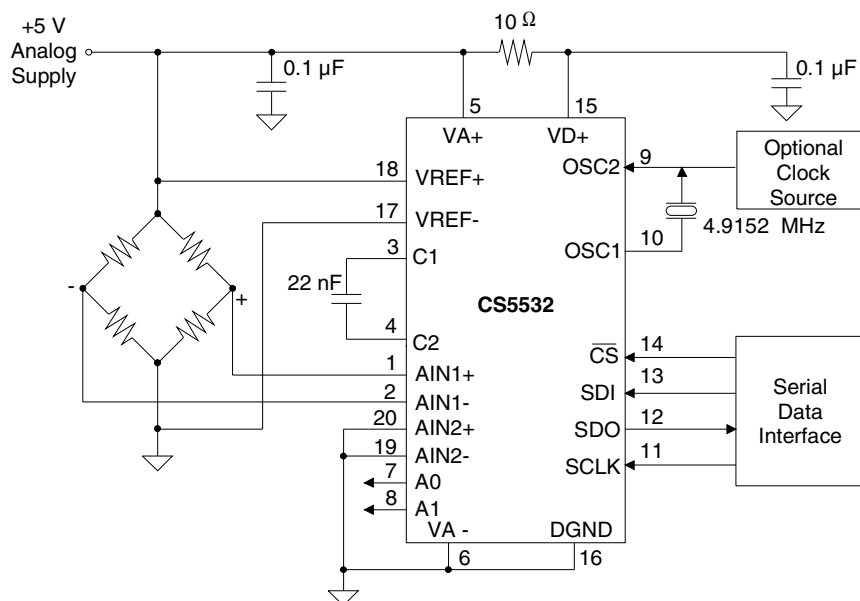 +5 V
Analog
Supply
10 Ω
0.1 µF
0.1 µF
5
15
VA+
VD+
18
VREF+
17
VREF-
3
C1
22 nF
4
C2
1
AIN1+
2
AIN1-
20
AIN2+
19
AIN2-
7
A0
8
A1
VA -
6
DGND
16
CS5532
OSC2
9
Optional
Clock
Source
4.9152 MHz
OSC1
10
CS
14
SDI
13
SDO
12
SCLK
11
Serial
Data
Interface
-
+